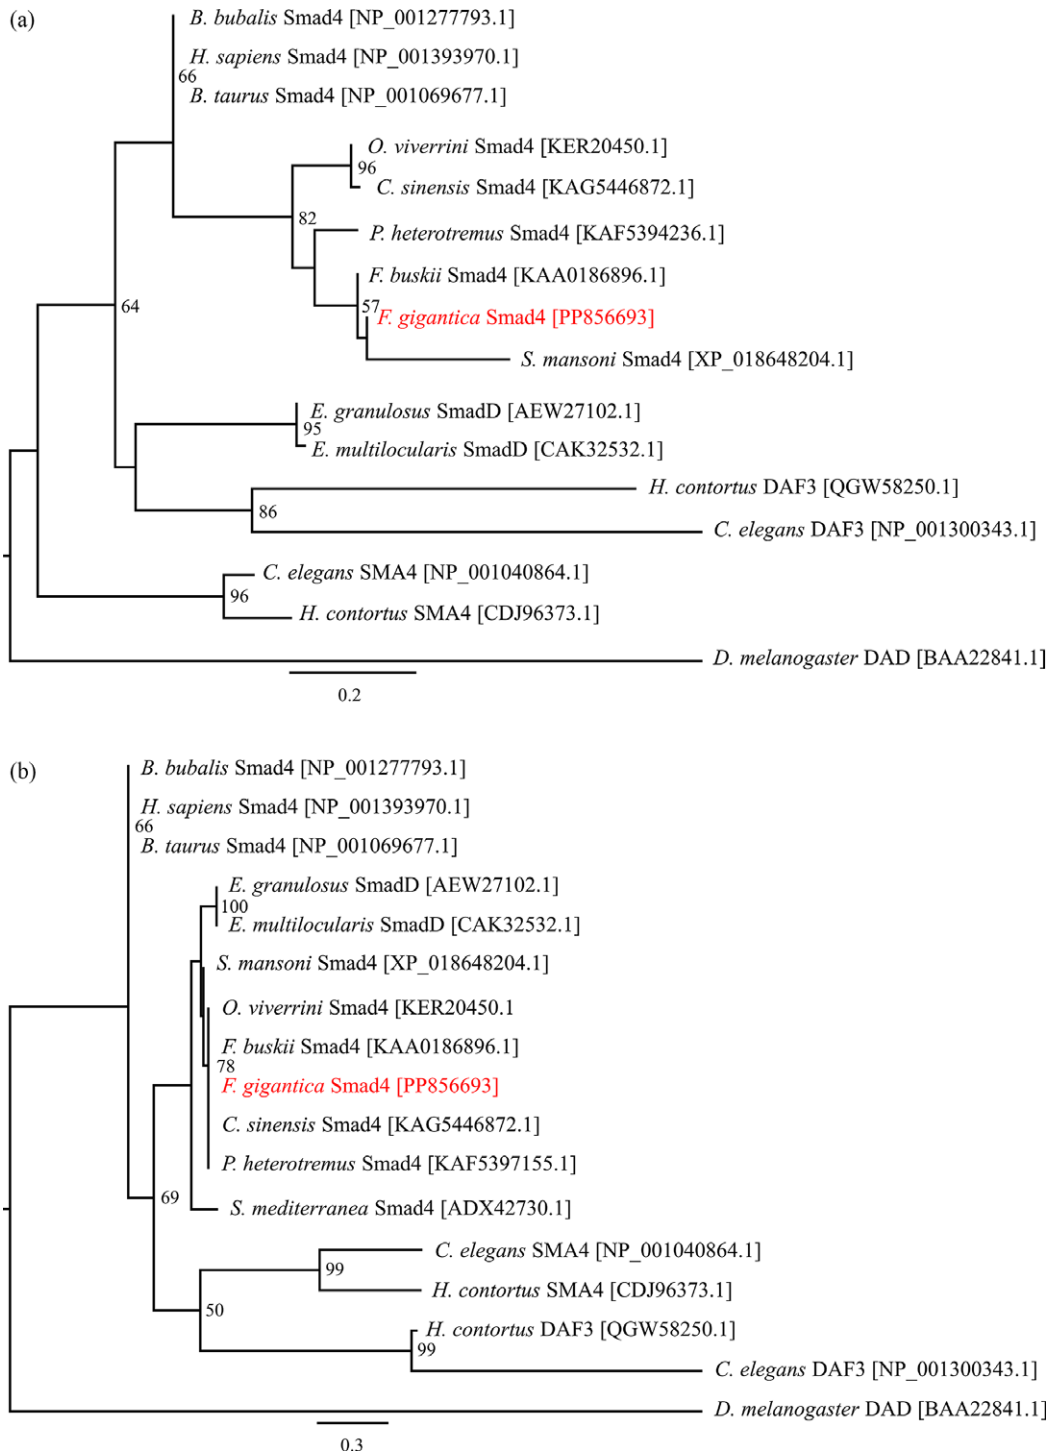 (a)
B. bubalis Smad4 [NP_001277793.1]
H. sapiens Smad4 [NP_001393970.1]
66
B. taurus Smad4 [NP_001069677.1]
O. viverrini Smad4 [KER20450.1]
96
C. sinensis Smad4 [KAG5446872.1]
82
P. heterotremus Smad4 [KAF5394236.1]
F. buskii Smad4 [KAA0186896.1]
64
57
F. gigantica Smad4 [PP856693]
S. mansoni Smad4 [XP_018648204.1]
E. granulosus SmadD [AEW27102.1]
95
E. multilocularis SmadD [CAK32532.1]
H. contortus DAF3 [QGW58250.1]
86
C. elegans DAF3 [NP_001300343.1]
C. elegans SMA4 [NP_001040864.1]
96
H. contortus SMA4 [CDJ96373.1]
D. melanogaster DAD [BAA22841.1]
0.2
(b)
B. bubalis Smad4 [NP_001277793.1]
H. sapiens Smad4 [NP_001393970.1]
66
B. taurus Smad4 [NP_001069677.1]
E. granulosus SmadD [AEW27102.1]
100
E. multilocularis SmadD [CAK32532.1]
S. mansoni Smad4 [XP_018648204.1]
O. viverrini Smad4 [KER20450.1
F. buskii Smad4 [KAA0186896.1]
78
F. gigantica Smad4 [PP856693]
C. sinensis Smad4 [KAG5446872.1]
P. heterotremus Smad4 [KAF5397155.1]
69
S. mediterranea Smad4 [ADX42730.1]
C. elegans SMA4 [NP_001040864.1]
99
H. contortus SMA4 [CDJ96373.1]
50
H. contortus DAF3 [QGW58250.1]
99
C. elegans DAF3 [NP_001300343.1]
D. melanogaster DAD [BAA22841.1]
0.3